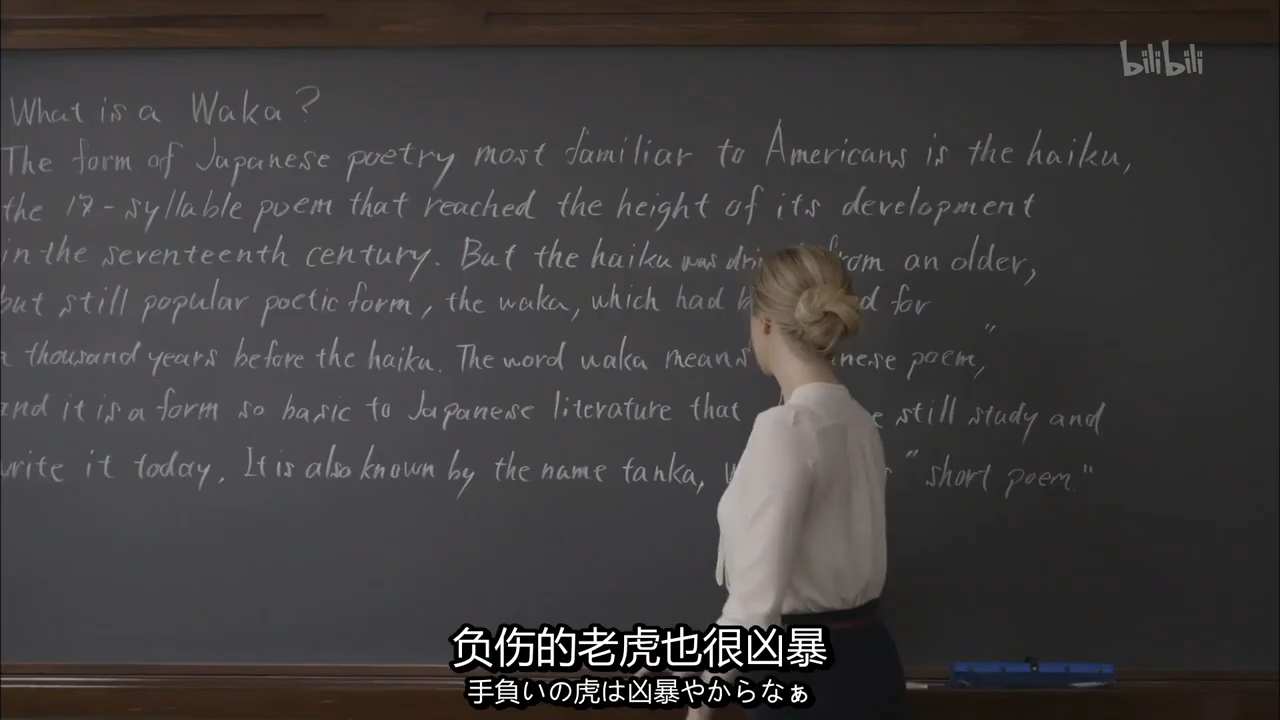 bilibili
What is a Waka?
The form of Japanese poetry most familiar to Americans is the haiku,
the 17-syllable poem that reached the height of its development
in the seventeenth century. But the haiku was from an older,
but still popular poetic form, the waka, which had for
a thousand years before the haiku. The word waka means poem,"
and it is a form so basic to Japanese literature that still study and
write it today. It is also known by the name tanka, "short poem."
负伤的老虎也很凶暴
手負いの虎は凶暴やからなぁ